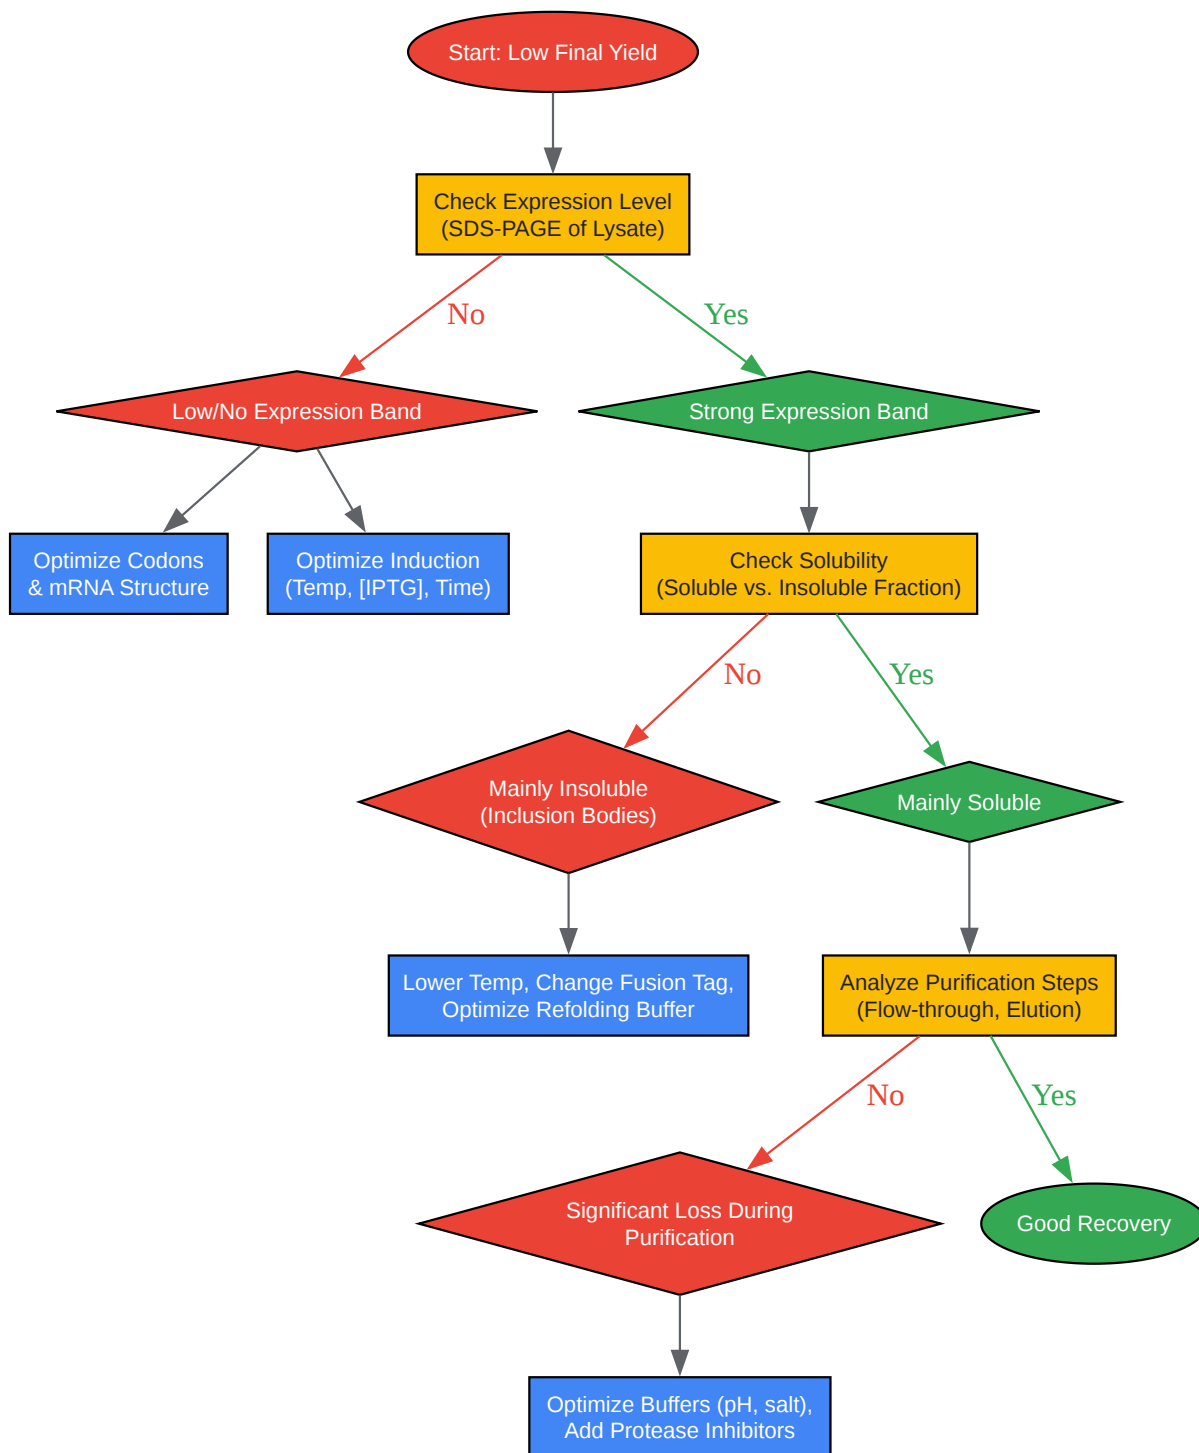 Start: Low Final Yield
Check Expression Level
(SDS-PAGE of Lysate)
No
Yes
Low/No Expression Band
Strong Expression Band
Optimize Codons
& mRNA Structure
Optimize Induction
(Temp, [IPTG], Time)
Check Solubility
(Soluble vs. Insoluble Fraction)
No
Yes
Mainly Insoluble
(Inclusion Bodies)
Mainly Soluble
Lower Temp, Change Fusion Tag,
Optimize Refolding Buffer
Analyze Purification Steps
(Flow-through, Elution)
No
Yes
Significant Loss During
Purification
Good Recovery
Optimize Buffers (pH, salt),
Add Protease Inhibitors